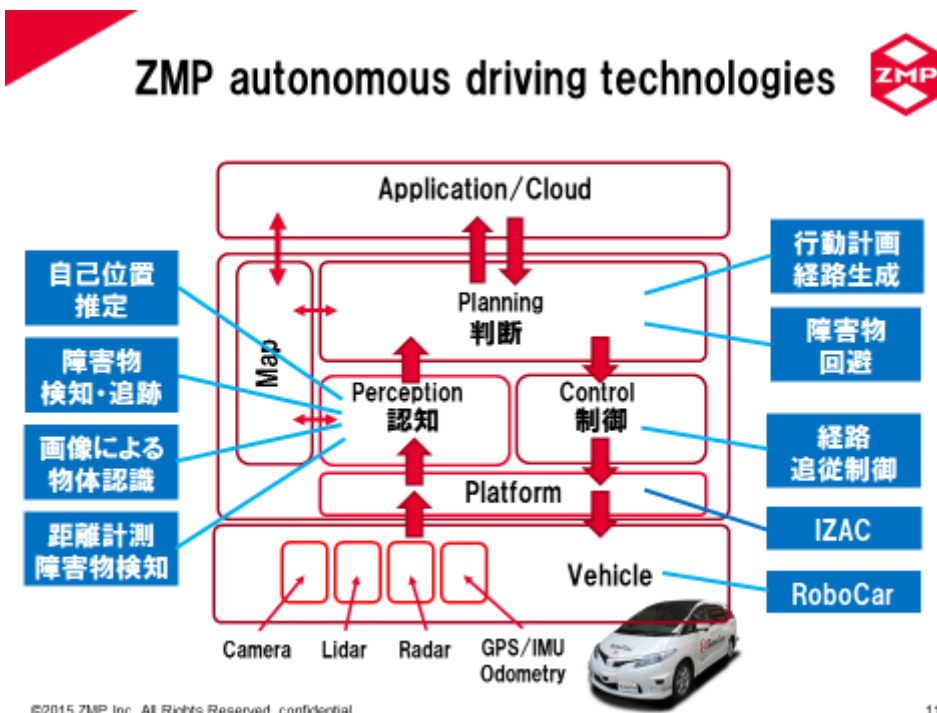 ZMP autonomous driving technologies
ZMP
Application/Cloud
自己位置
推定
障害物
検知・追跡
画像による
物体認識
距離計測
障害物検知
Map
Planning
判断
Perception
認知
Control
制御
Platform
Vehicle
行動計画
経路生成
障害物
回避
経路
追従制御
IZAC
RoboCar
Camera
Lidar
Radar
GPS/IMU
Odometry
©2015 ZMP Inc. All Rights Reserved. confidential
11